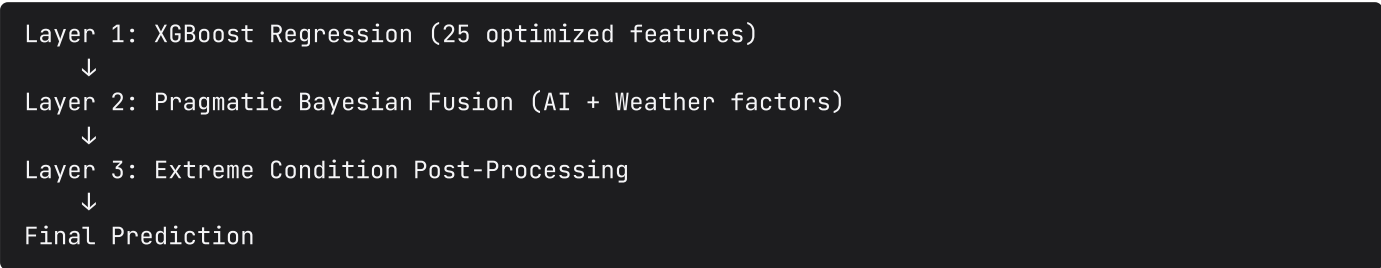 Layer 1: XGBoost Regression (25 optimized features)
↓
Layer 2: Pragmatic Bayesian Fusion (AI + Weather factors)
↓
Layer 3: Extreme Condition Post-Processing
↓
Final Prediction